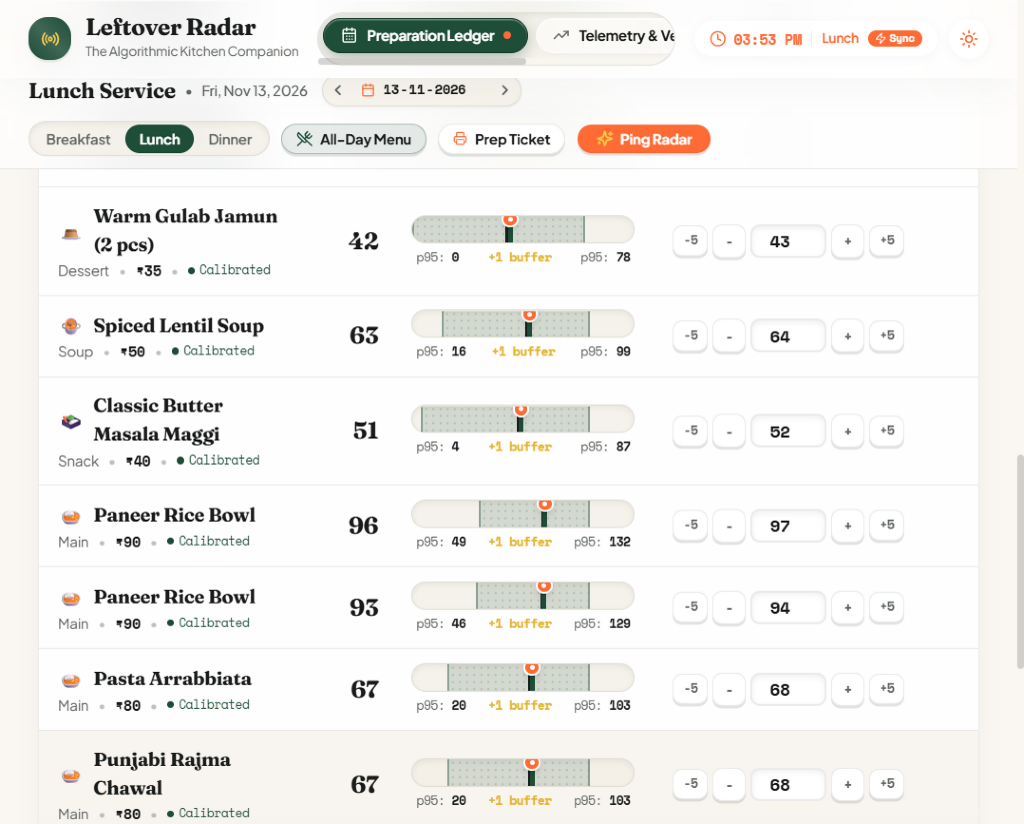 Leftover Radar
The Algorithmic Kitchen Companion
Preparation Ledger
Telemetry & Ve
03:53 PM
Lunch
Sync
Lunch Service • Fri, Nov 13, 2026
13-11-2026
Breakfast
Lunch
Dinner
All-Day Menu
Prep Ticket
Ping Radar
Warm Gulab Jamun
(2 pcs)
Dessert • ₹35 • Calibrated
42
p95: 0 +1 buffer p95: 78
-5 - 43 + +5
Spiced Lentil Soup
Soup • ₹50 • Calibrated
63
p95: 16 +1 buffer p95: 99
-5 - 64 + +5
Classic Butter
Masala Maggi
Snack • ₹40 • Calibrated
51
p95: 4 +1 buffer p95: 87
-5 - 52 + +5
Paneer Rice Bowl
Main • ₹90 • Calibrated
96
p95: 49 +1 buffer p95: 132
-5 - 97 + +5
Paneer Rice Bowl
Main • ₹90 • Calibrated
93
p95: 46 +1 buffer p95: 129
-5 - 94 + +5
Pasta Arrabbiata
Main • ₹80 • Calibrated
67
p95: 20 +1 buffer p95: 103
-5 - 68 + +5
Punjabi Rajma
Chawal
Main • ₹80 • Calibrated
67
p95: 20 +1 buffer p95: 103
-5 - 68 + +5